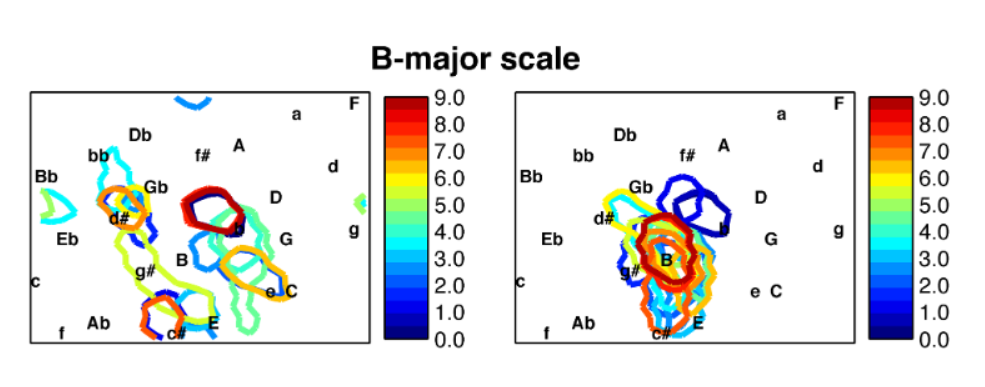 B-major scale
F
a
Db
A
f#
bb
d
Bb
Gb
D
d#
b
g
Eb
G
B
g#
c
e C
Ab
E
f
c#
9.0
8.0
7.0
6.0
5.0
4.0
3.0
2.0
1.0
0.0
F
a
Db
A
f#
bb
d
Bb
Gb
D
d#
b
g
Eb
G
B
g#
c
e C
Ab
E
f
c#
9.0
8.0
7.0
6.0
5.0
4.0
3.0
2.0
1.0
0.0